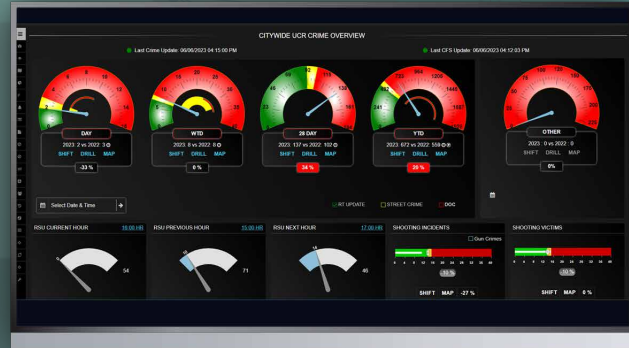 CITYWIDE UCR CRIME OVERVIEW
Last Crime Update: 06/06/2023 04:15:00 PM
Last CFS Update: 06/06/2023 04:12:03 PM
DAY
2023: 2 vs 2022: 3
SHIFT DRILL MAP
-33 %
WTD
2023: 8 vs 2022: 8
SHIFT DRILL MAP
0 %
28 DAY
2023: 137 vs 2022: 102
SHIFT DRILL MAP
34 %
YTD
2023: 672 vs 2022: 559
SHIFT DRILL MAP
20 %
OTHER
2023 : 0 vs 2022 : 0
SHIFT DRILL MAP
0%
Select Date & Time
RT UPDATE
STREET CRIME
DOC
RSU CURRENT HOUR
16:00 HR
54
RSU PREVIOUS HOUR
15:00 HR
71
RSU NEXT HOUR
17:00 HR
46
SHOOTING INCIDENTS
Gun Crimes
SHIFT MAP -27 %
SHOOTING VICTIMS
SHIFT MAP 0 %